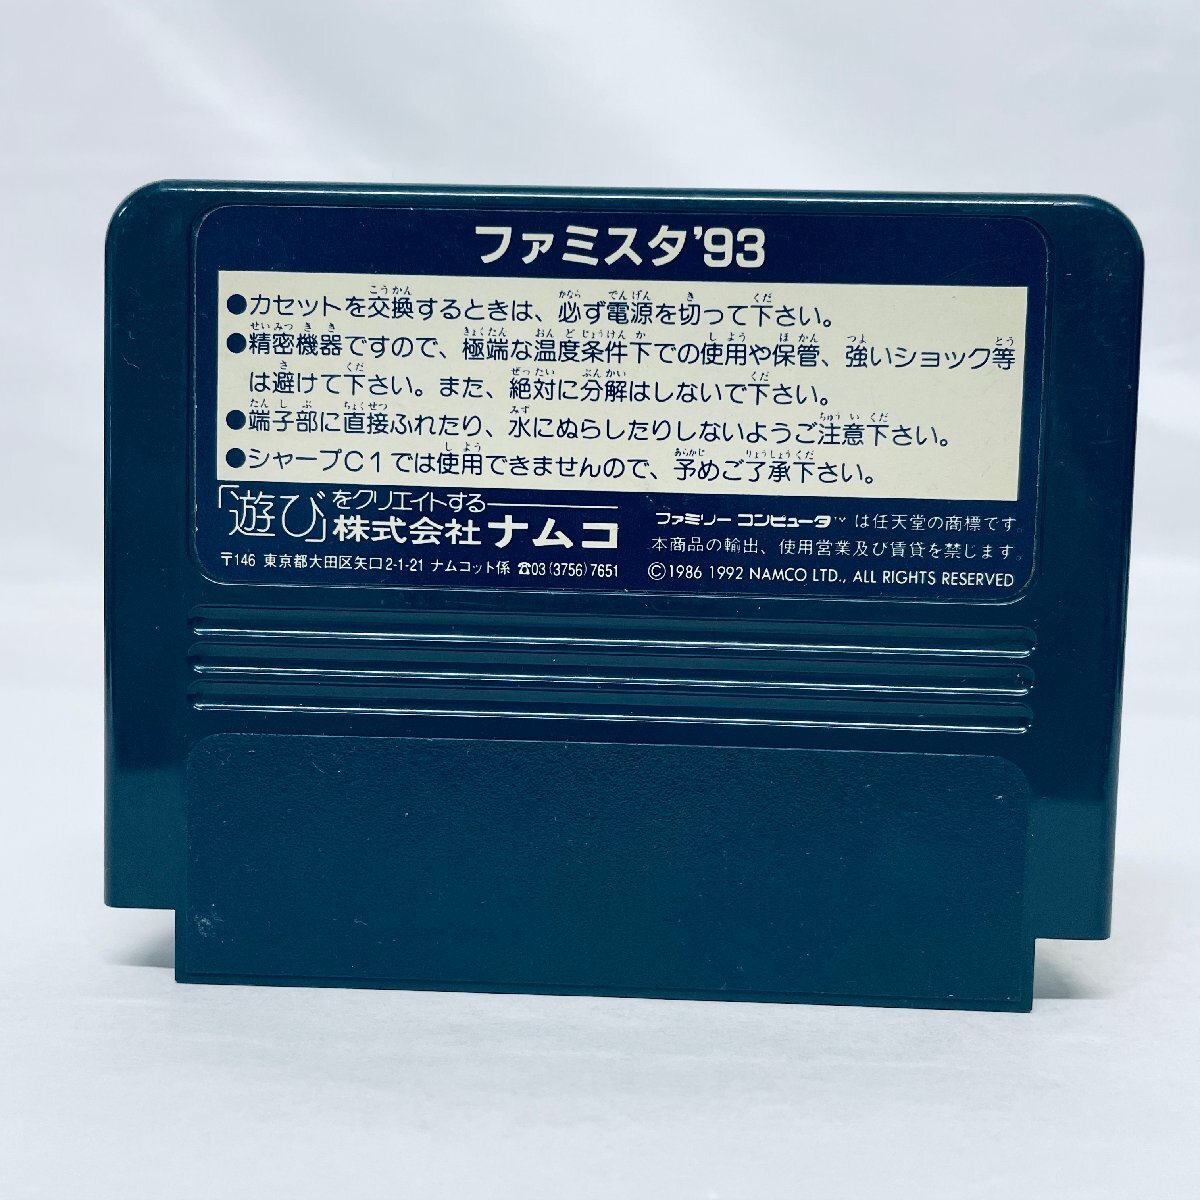 ファミスタ'93
●カセットを交換するときは、必ず電源を切って下さい。
●精密機器ですので、極端な温度条件下での使用や保管、強いショック等
は避けて下さい。また、絶対に分解はしないで下さい。
●端子部に直接ふれたり、水にぬらしたりしないようご注意下さい。
●シャープC1では使用できませんので、予めご了承下さい。
「遊び」をクリエイトする
株式会社ナムコ
〒146 東京都大田区矢口2-1-21 ナムコット係 ☎03(3756)7651
ファミリーコンピュータ™は任天堂の商標です。
本商品の輸出、使用営業及び賃貸を禁じます。
©1986 1992 NAMCO LTD., ALL RIGHTS RESERVED